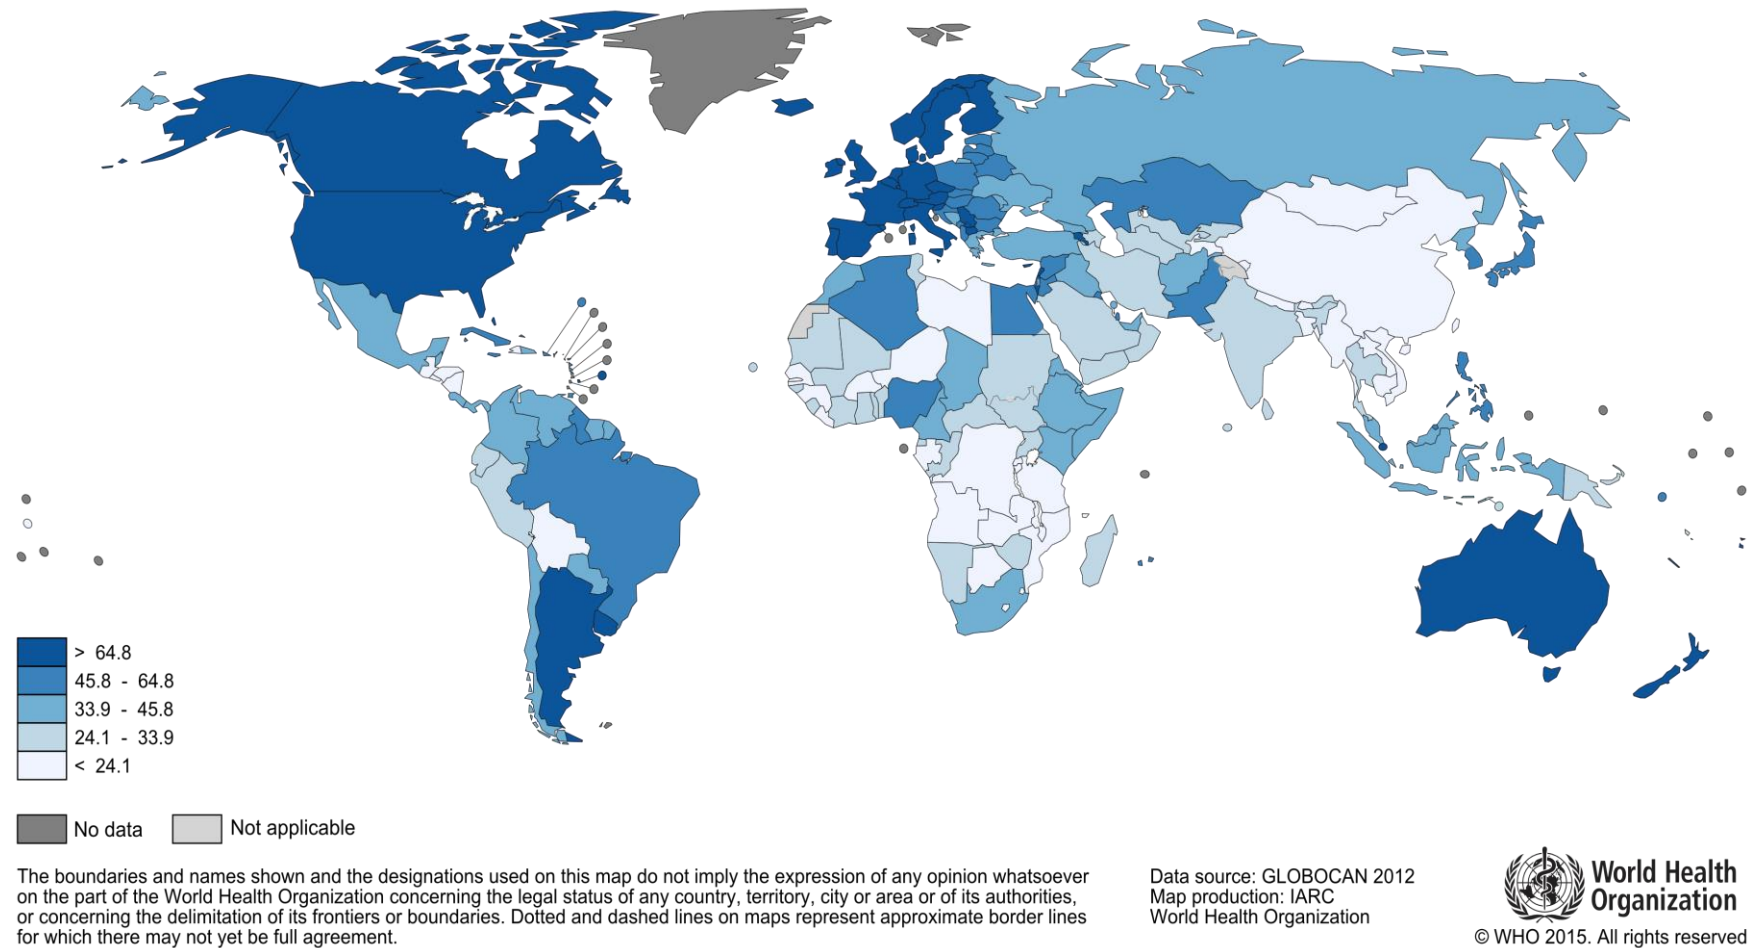 > 64.8
45.8 - 64.8
33.9 - 45.8
24.1 - 33.9
< 24.1
No data
Not applicable
The boundaries and names shown and the designations used on this map do not imply the expression of any opinion whatsoever
on the part of the World Health Organization concerning the legal status of any country, territory, city or area or of its authorities,
or concerning the delimitation of its frontiers or boundaries. Dotted and dashed lines on maps represent approximate border lines
for which there may not yet be full agreement.
Data source: GLOBOCAN 2012
Map production: IARC
World Health Organization
World Health
Organization
© WHO 2015. All rights reserved